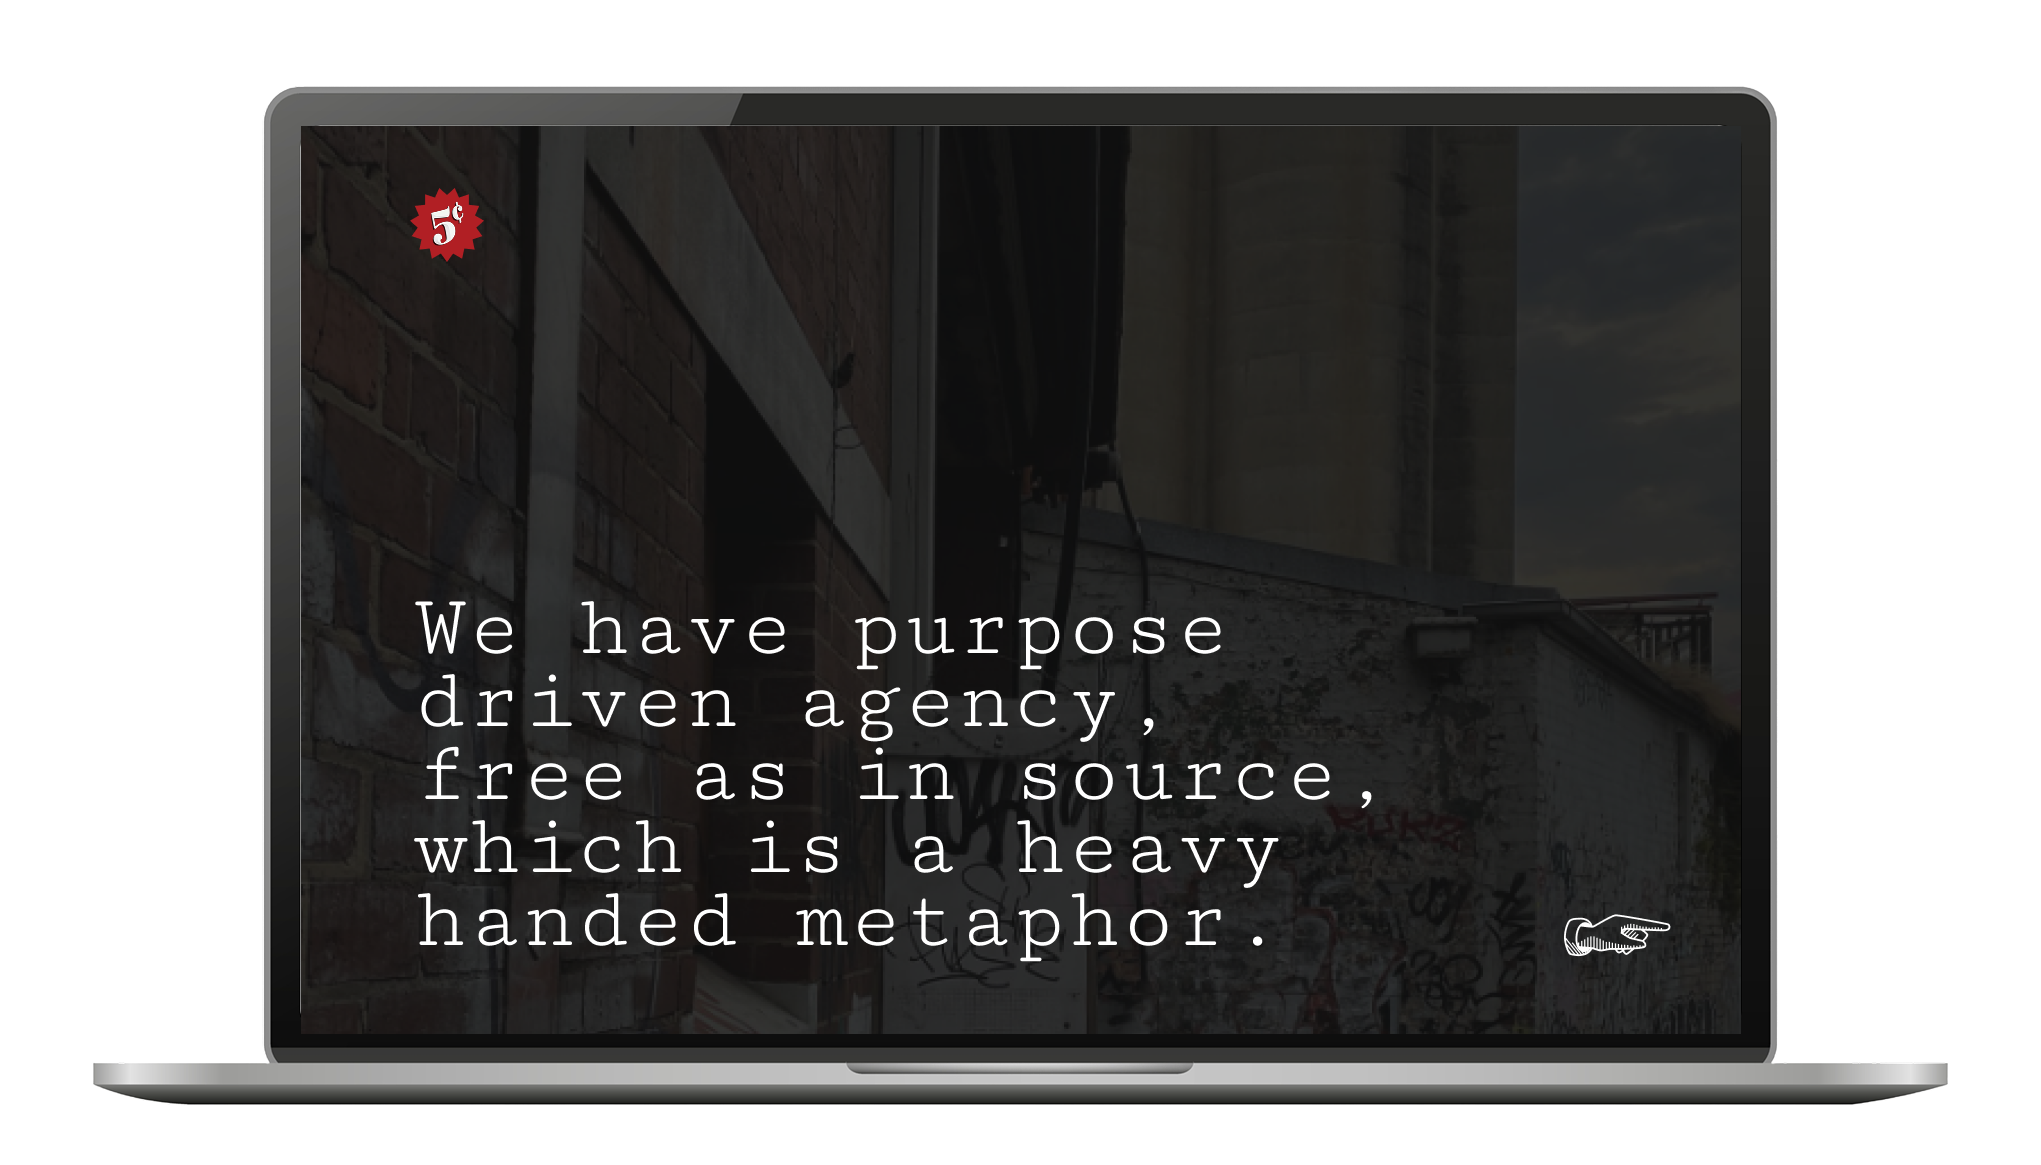 5¢
We have purpose
driven agency,
free as in source,
which is a heavy
handed metaphor.